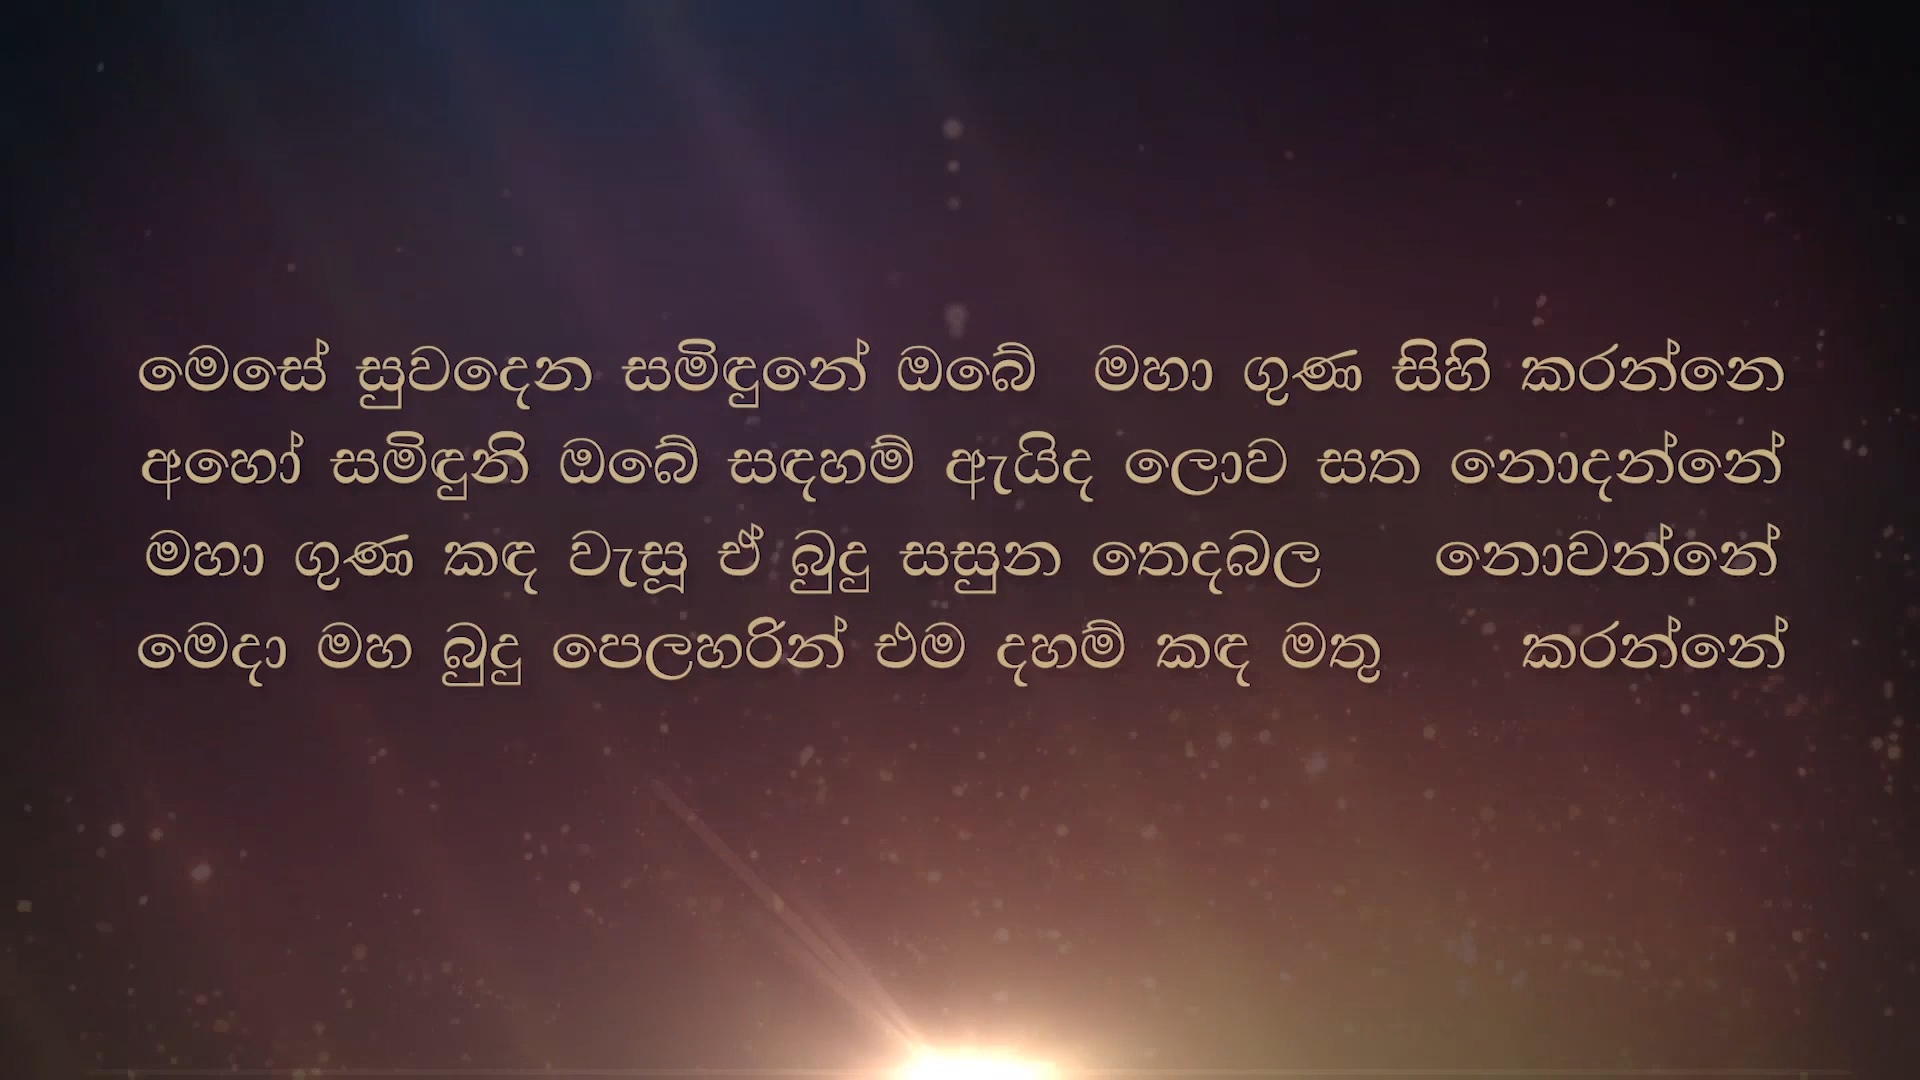 මෙසේ සුවදෙන සමිඳුනේ ඔබේ මහා ගුණ සිහි කරන්නෙ
අහෝ සමිඳුනි ඔබේ සඳහම් ඇයිද ලොව සත නොදන්නේ
මහා ගුණ කඳ වැසූ ඒ බුදු සසුන තෙදබල නොවන්නේ
මෙදා මහ බුදු පෙලහරින් එම දහම් කඳ මතු කරන්නේ